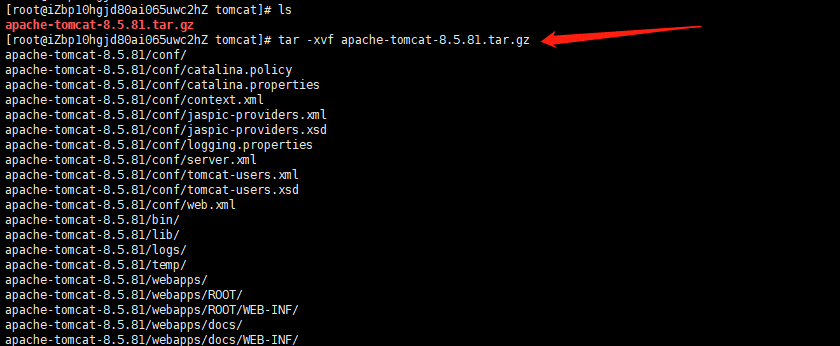 [root@iZbp10hgjd80ai065uwc2hZ tomcat]# ls
apache-tomcat-8.5.81.tar.gz
[root@iZbp10hgjd80ai065uwc2hZ tomcat]# tar -xvf apache-tomcat-8.5.81.tar.gz
apache-tomcat-8.5.81/conf/
apache-tomcat-8.5.81/conf/catalina.policy
apache-tomcat-8.5.81/conf/catalina.properties
apache-tomcat-8.5.81/conf/context.xml
apache-tomcat-8.5.81/conf/jaspic-providers.xml
apache-tomcat-8.5.81/conf/jaspic-providers.xsd
apache-tomcat-8.5.81/conf/logging.properties
apache-tomcat-8.5.81/conf/server.xml
apache-tomcat-8.5.81/conf/tomcat-users.xml
apache-tomcat-8.5.81/conf/tomcat-users.xsd
apache-tomcat-8.5.81/conf/web.xml
apache-tomcat-8.5.81/bin/
apache-tomcat-8.5.81/lib/
apache-tomcat-8.5.81/logs/
apache-tomcat-8.5.81/temp/
apache-tomcat-8.5.81/webapps/
apache-tomcat-8.5.81/webapps/ROOT/
apache-tomcat-8.5.81/webapps/ROOT/WEB-INF/
apache-tomcat-8.5.81/webapps/docs/
apache-tomcat-8.5.81/webapps/docs/WEB-INF/